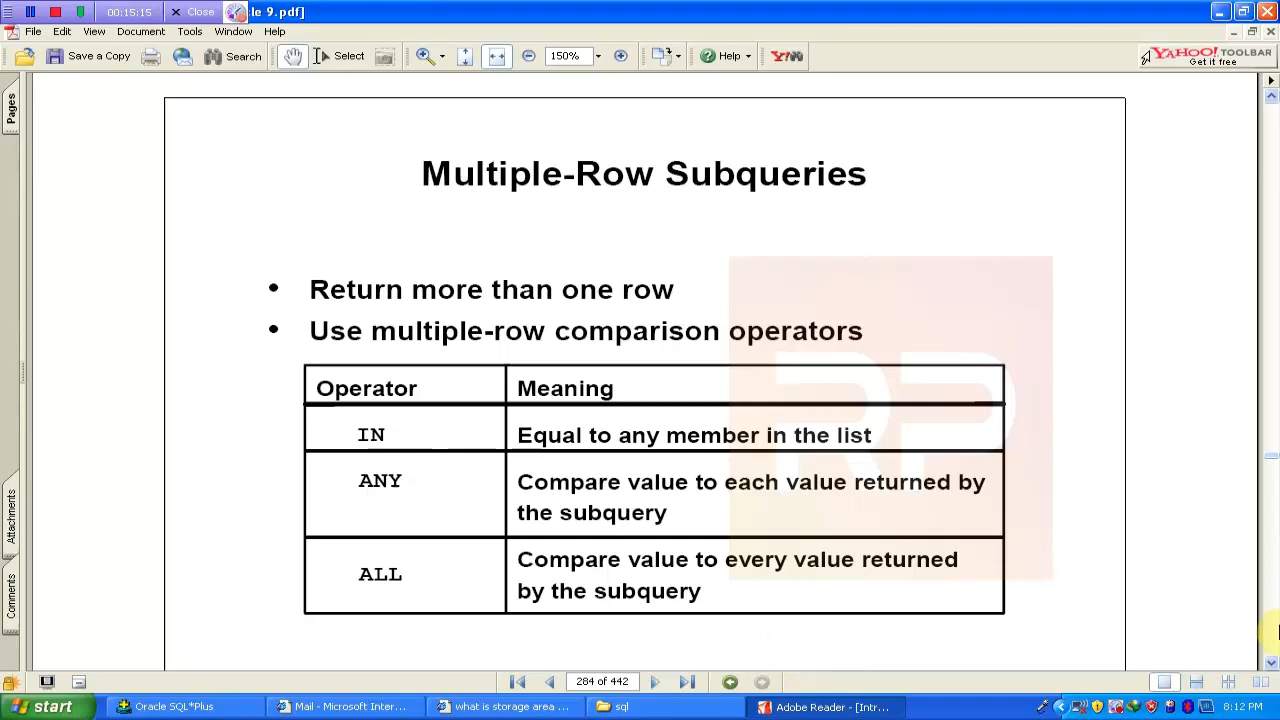 00:15:15
Close
le 9.pdf]
File Edit View Document Tools Window Help
Save a Copy
Search
Select
150%
Help
Y!
YAHOO! TOOLBAR
Get it free
Pages
Attachments
Comments
Multiple-Row Subqueries
• Return more than one row
• Use multiple-row comparison operators
Operator Meaning
IN Equal to any member in the list
ANY Compare value to each value returned by
the subquery
ALL Compare value to every value returned
by the subquery
RP
284 of 442
start
Oracle SQL*Plus
Mail - Microsoft Inter...
what is storage area ...
sql
Adobe Reader - [Intr...
8:12 PM